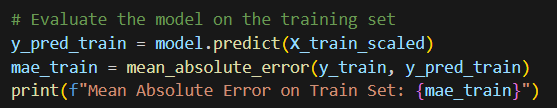 # Evaluate the model on the training set
y_pred_train = model.predict(X_train_scaled)
mae_train = mean_absolute_error(y_train, y_pred_train)
print(f"Mean Absolute Error on Train Set: {mae_train}")